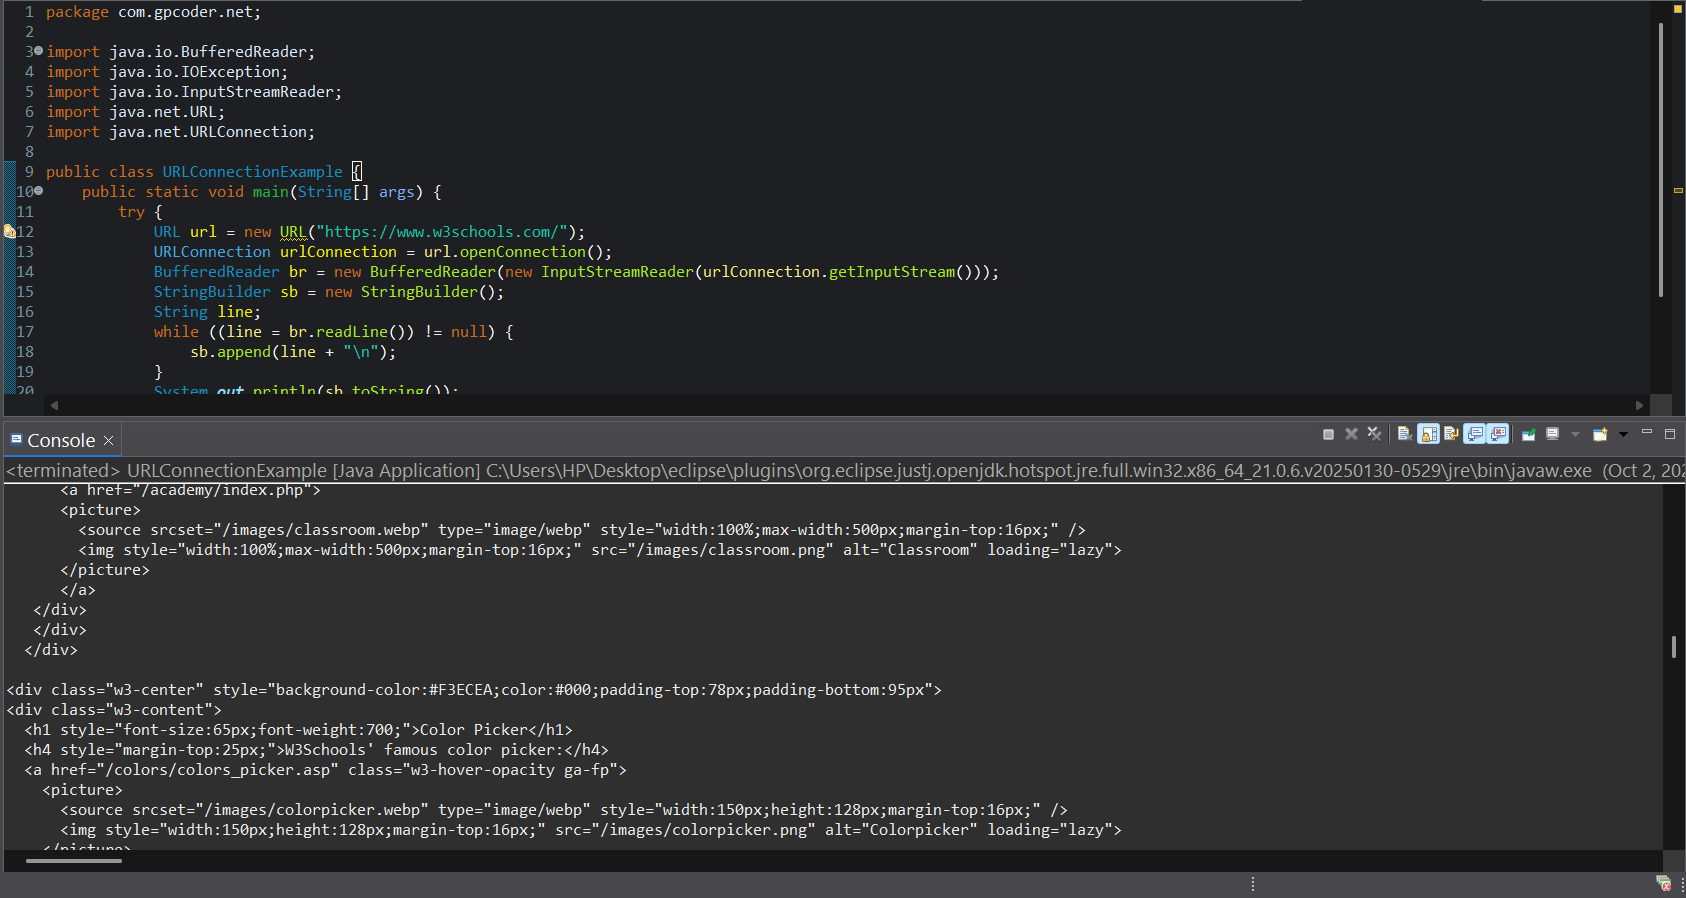 1 package com.gpcoder.net;
2
3 import java.io.BufferedReader;
4 import java.io.IOException;
5 import java.io.InputStreamReader;
6 import java.net.URL;
7 import java.net.URLConnection;
8
9 public class URLConnectionExample {
10     public static void main(String[] args) {
11         try {
12             URL url = new URL("https://www.w3schools.com/");
13             URLConnection urlConnection = url.openConnection();
14             BufferedReader br = new BufferedReader(new InputStreamReader(urlConnection.getInputStream()));
15             StringBuilder sb = new StringBuilder();
16             String line;
17             while ((line = br.readLine()) != null) {
18                 sb.append(line + "\n");
19             }
20             System.out.println(sb.toString());
Console
<terminated> URLConnectionExample [Java Application] C:\Users\HP\Desktop\eclipse\plugins\org.eclipse.justj.openjdk.hotspot.jre.full.win32.x86_64_21.0.6.v20250130-0529\jre\bin\javaw.exe (Oct 2, 202
      <a href="/academy/index.php">
      <picture>
        <source srcset="/images/classroom.webp" type="image/webp" style="width:100%;max-width:500px;margin-top:16px;" />
        <img style="width:100%;max-width:500px;margin-top:16px;" src="/images/classroom.png" alt="Classroom" loading="lazy">
      </picture>
      </a>
   </div>
   </div>
  </div>

<div class="w3-center" style="background-color:#F3ECEA;color:#000;padding-top:78px;padding-bottom:95px">
<div class="w3-content">
  <h1 style="font-size:65px;font-weight:700;">Color Picker</h1>
  <h4 style="margin-top:25px;">W3Schools' famous color picker:</h4>
  <a href="/colors/colors_picker.asp" class="w3-hover-opacity ga-fp">
    <picture>
      <source srcset="/images/colorpicker.webp" type="image/webp" style="width:150px;height:128px;margin-top:16px;" />
      <img style="width:150px;height:128px;margin-top:16px;" src="/images/colorpicker.png" alt="Colorpicker" loading="lazy">
    </picture>